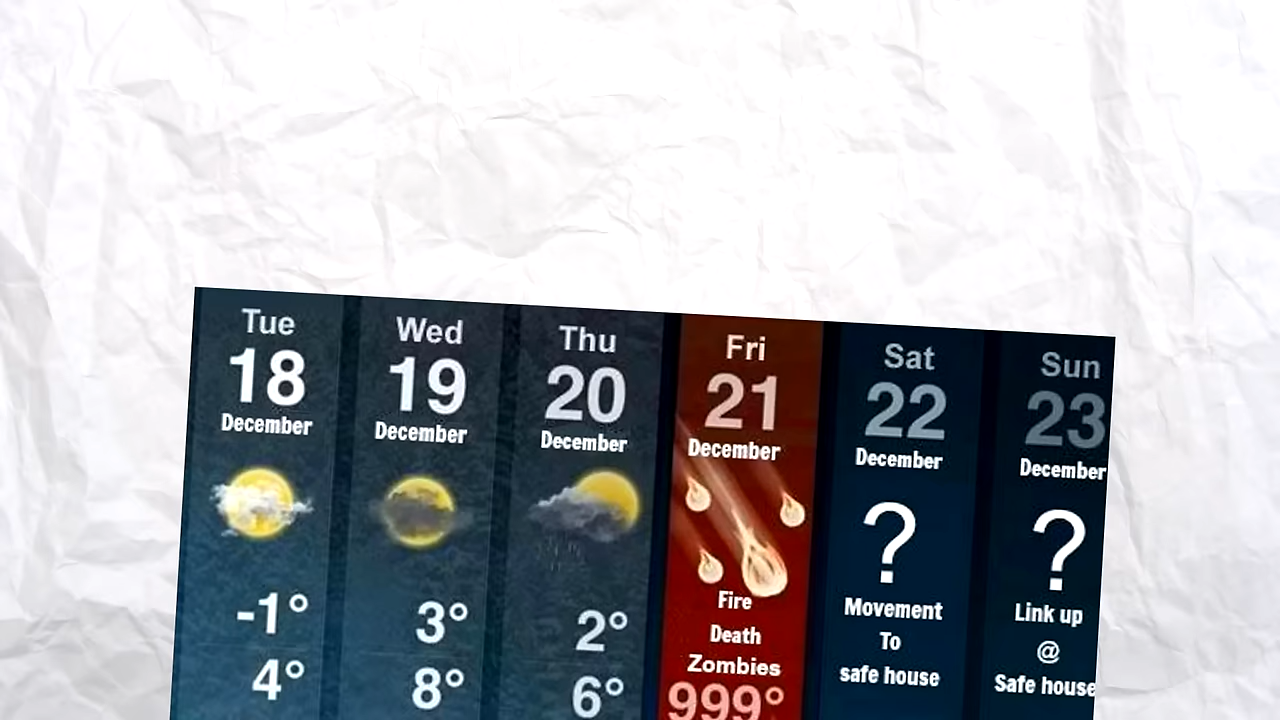 Tue
18
December
-1°
4°
Wed
19
December
3°
8°
Thu
20
December
2°
6°
Fri
21
December
Fire
Death
Zombies
999°
Sat
22
December
?
Movement
To
safe house
Sun
23
December
?
Link up
@
Safe house